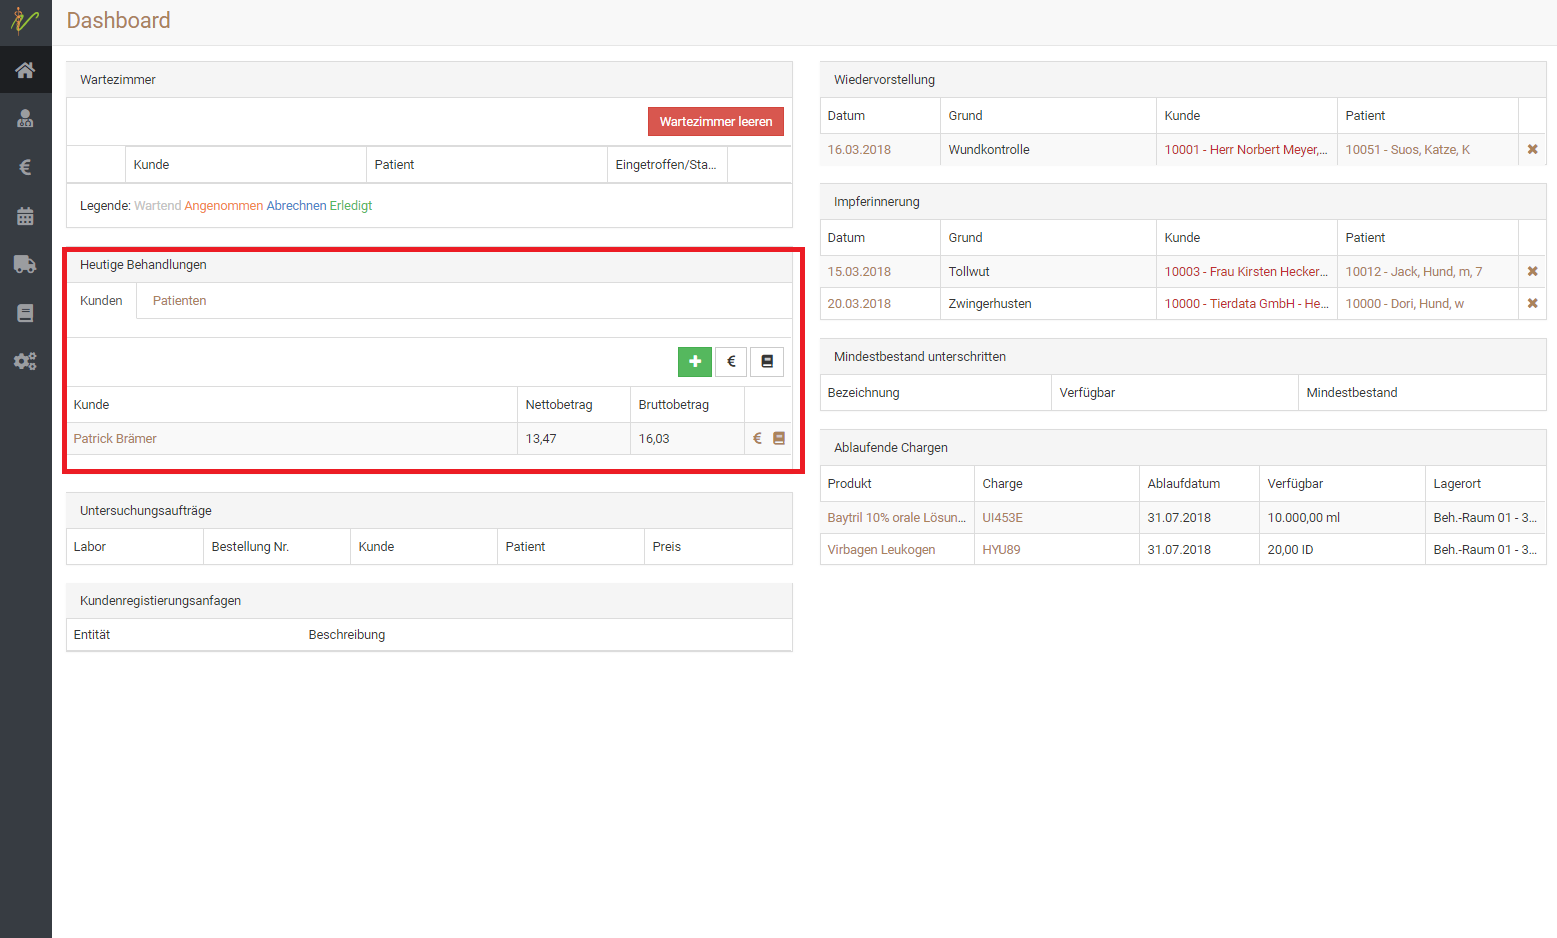 Dashboard
Wartezimmer
Wartezimmer leeren
Kunde Patient Eingetroffen/Sta...
Legende: Wartend Angenommen Abrechnen Erledigt
Heutige Behandlungen
Kunden Patienten
Kunde Nettobetrag Bruttobetrag
Patrick Brämer 13,47 16,03 €
Untersuchungsaufträge
Labor Bestellung Nr. Kunde Patient Preis
Kundenregistierungsanfagen
Entität Beschreibung
Wiedervorstellung
Datum Grund Kunde Patient
16.03.2018 Wundkontrolle 10001 - Herr Norbert Meyer,... 10051 - Suos, Katze, K
Impferinnerung
Datum Grund Kunde Patient
15.03.2018 Tollwut 10003 - Frau Kirsten Hecker... 10012 - Jack, Hund, m, 7
20.03.2018 Zwingerhusten 10000 - Tierdata GmbH - He... 10000 - Dori, Hund, w
Mindestbestand unterschritten
Bezeichnung Verfügbar Mindestbestand
Ablaufende Chargen
Produkt Charge Ablaufdatum Verfügbar Lagerort
Baytril 10% orale Lösun... UI453E 31.07.2018 10.000,00 ml Beh.-Raum 01 - 3...
Virbagen Leukogen HYU89 31.07.2018 20,00 ID Beh.-Raum 01 - 3...